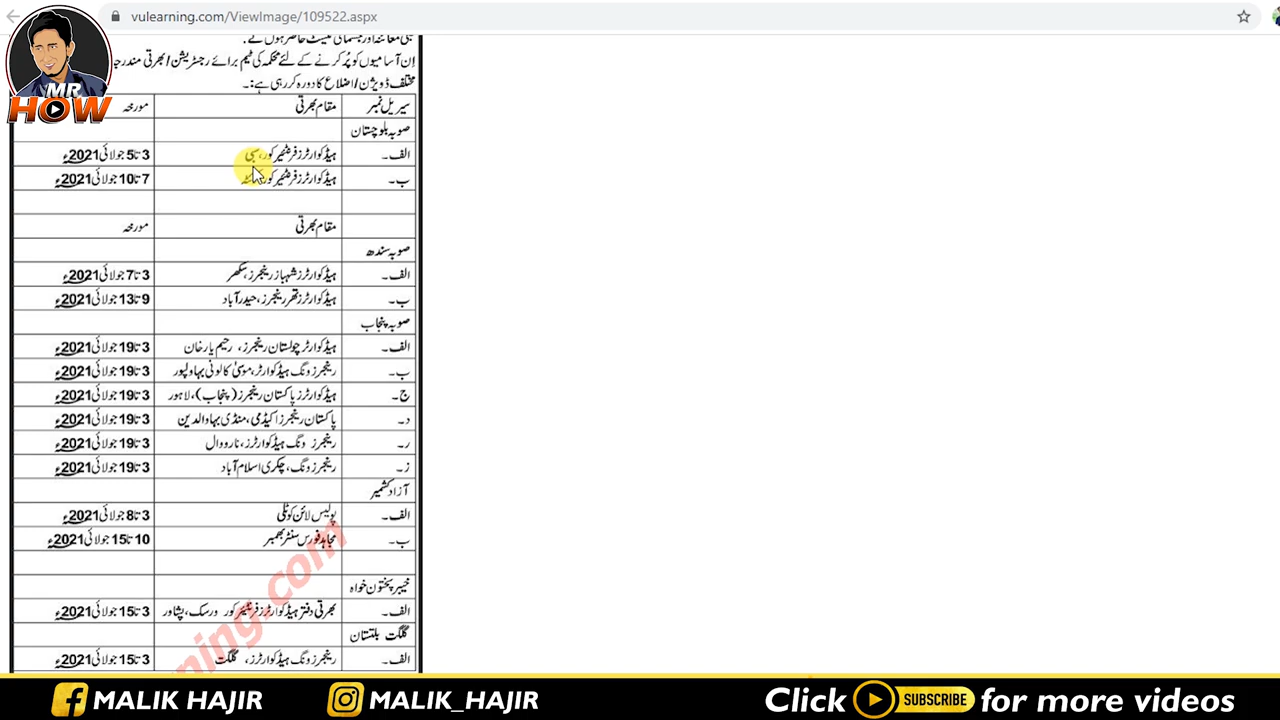 vulearning.com/ViewImage/109522.aspx
MR
HOW
اِن آسامیوں کو پُر کرنے کے لئے محکمہ کی ٹیم برائے رجسٹریشن/بھرتی مندرجہ
مختلف ڈویژن/اضلاع کا دورہ کر رہی ہے:۔
سیریل نمبر مقام بھرتی مورخہ
صوبہ بلوچستان
الف۔ ہیڈکوارٹرز فرنٹیر کور، سبی 3 تا 5 جولائی 2021ء
ب۔ ہیڈکوارٹرز فرنٹیر کور 7 تا 10 جولائی 2021ء
مقام بھرتی مورخہ
صوبہ سندھ
الف۔ ہیڈکوارٹرز شہباز رینجرز، سکھر 3 تا 7 جولائی 2021ء
ب۔ ہیڈکوارٹرز تھر رینجرز، حیدرآباد 9 تا 13 جولائی 2021ء
صوبہ پنجاب
الف۔ ہیڈکوارٹر چولستان رینجرز، رحیم یار خان 3 تا 19 جولائی 2021ء
ب۔ رینجرز ونگ ہیڈکوارٹر، موسیٰ کالونی بہاولپور 3 تا 19 جولائی 2021ء
ج۔ ہیڈکوارٹرز پاکستان رینجرز (پنجاب)، لاہور 3 تا 19 جولائی 2021ء
د۔ پاکستان رینجرز اکیڈمی، منڈی بہاوالدین 3 تا 19 جولائی 2021ء
ر۔ رینجرز ونگ ہیڈکوارٹرز، نارووال 3 تا 19 جولائی 2021ء
ز۔ رینجرز ونگ، چکری اسلام آباد 3 تا 19 جولائی 2021ء
آزاد کشمیر
الف۔ پولیس لائن کوٹلی 3 تا 8 جولائی 2021ء
ب۔ مجاہد فورس سنٹر بھمبر 10 تا 15 جولائی 2021ء
خیبر پختون خواہ
الف۔ بھرتی دفتر ہیڈکوارٹرز فرنٹیر کور ورسک، پشاور 3 تا 15 جولائی 2021ء
گلگت بلتستان
الف۔ رینجرز ونگ ہیڈکوارٹرز، گلگت 3 تا 15 جولائی 2021ء
ning.com
MALIK HAJIR MALIK_HAJIR Click SUBSCRIBE for more videos